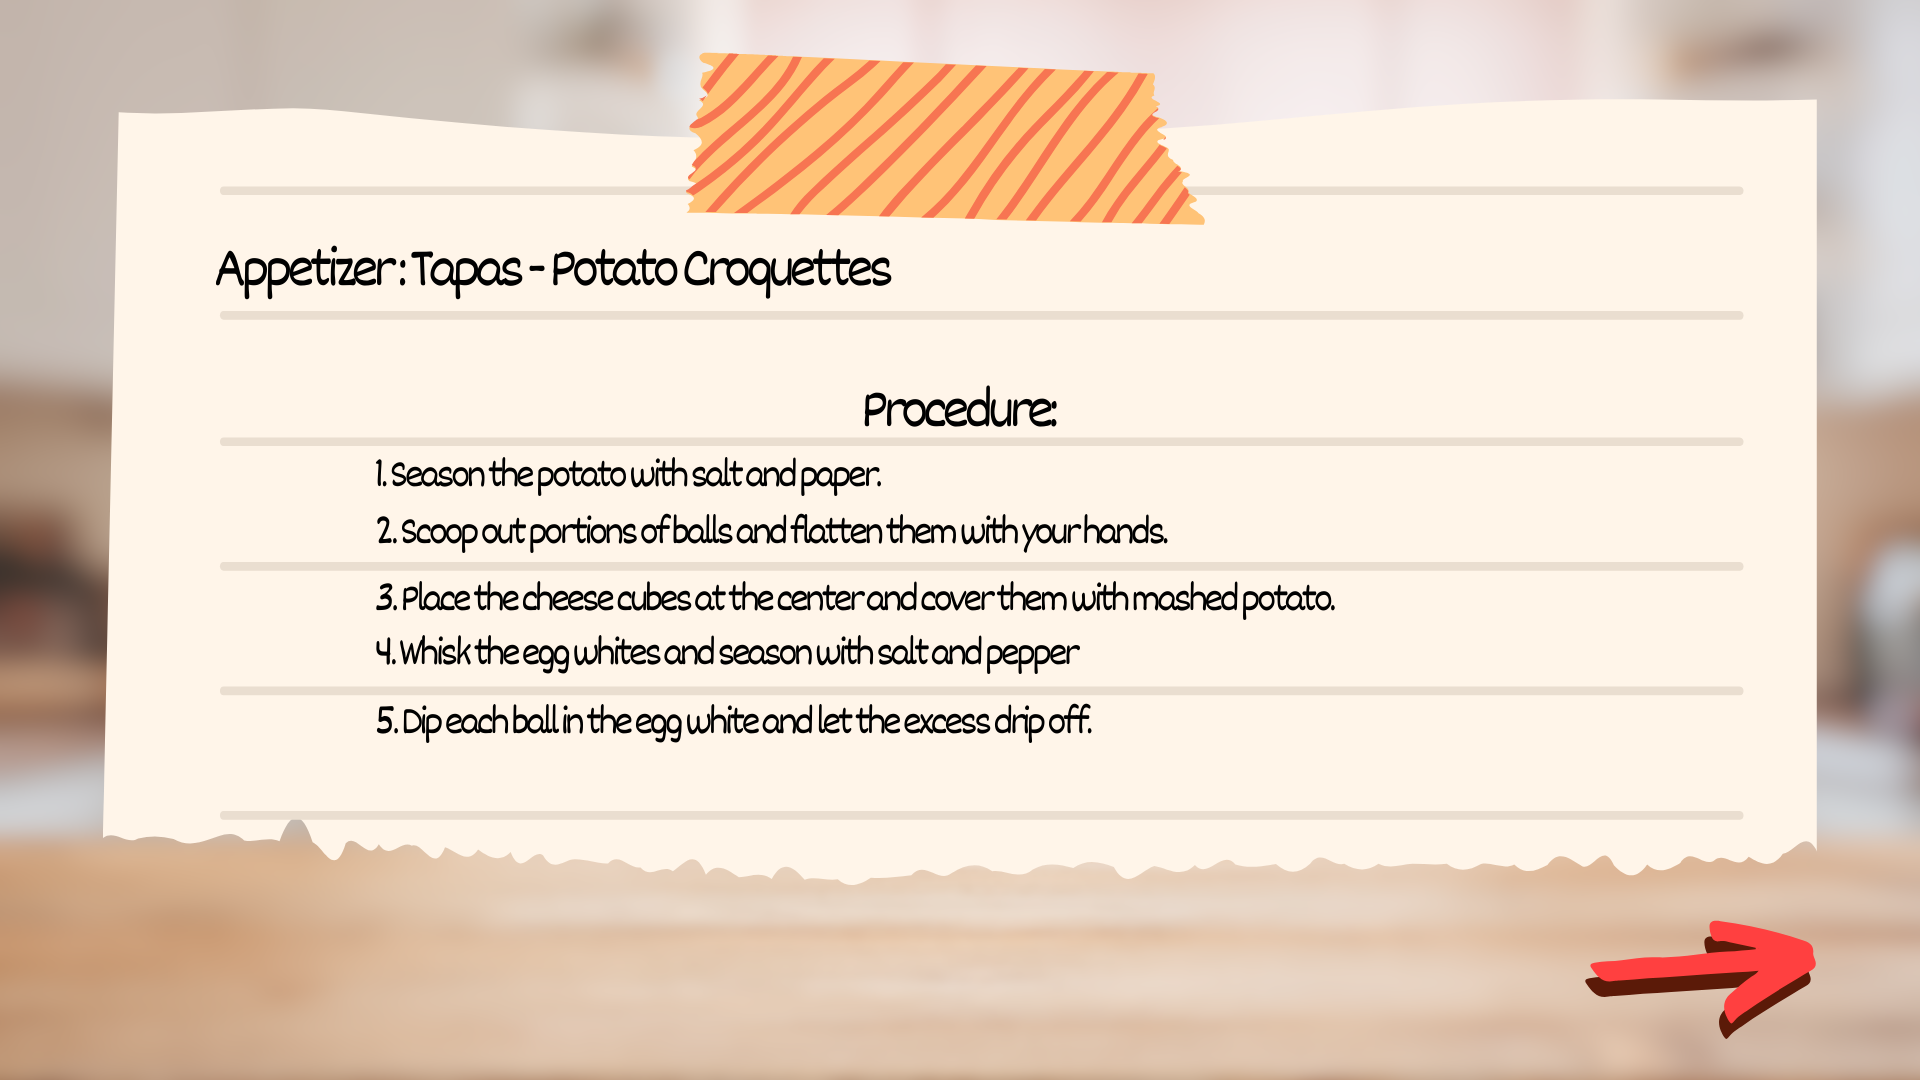 Appetizer: Tapas - Potato Croquettes
Procedure:
1. Season the potato with salt and paper.
2. Scoop out portions of balls and flatten them with your hands.
3. Place the cheese cubes at the center and cover them with mashed potato.
4. Whisk the egg whites and season with salt and pepper
5. Dip each ball in the egg white and let the excess drip off.